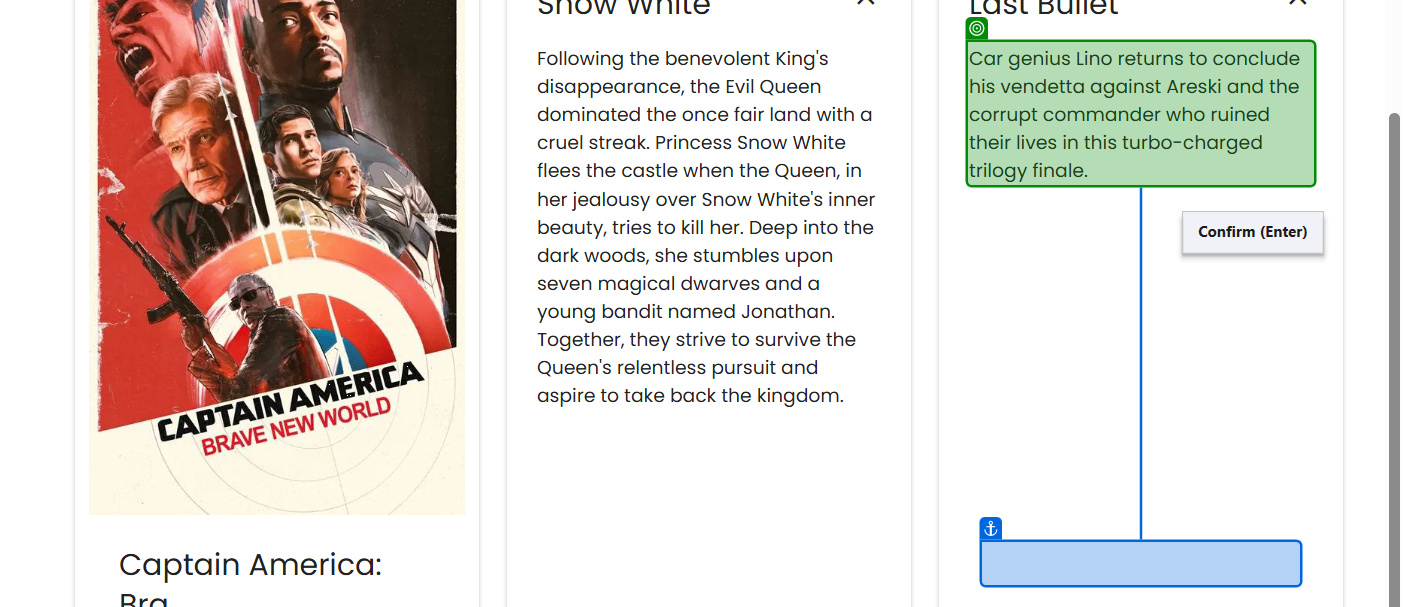 CAPTAIN AMERICA
BRAVE NEW WORLD
Captain America:
Bra
Snow White
Following the benevolent King's
disappearance, the Evil Queen
dominated the once fair land with a
cruel streak. Princess Snow White
flees the castle when the Queen, in
her jealousy over Snow White's inner
beauty, tries to kill her. Deep into the
dark woods, she stumbles upon
seven magical dwarves and a
young bandit named Jonathan.
Together, they strive to survive the
Queen's relentless pursuit and
aspire to take back the kingdom.
Last Bullet
Car genius Lino returns to conclude
his vendetta against Areski and the
corrupt commander who ruined
their lives in this turbo-charged
trilogy finale.
Confirm (Enter)